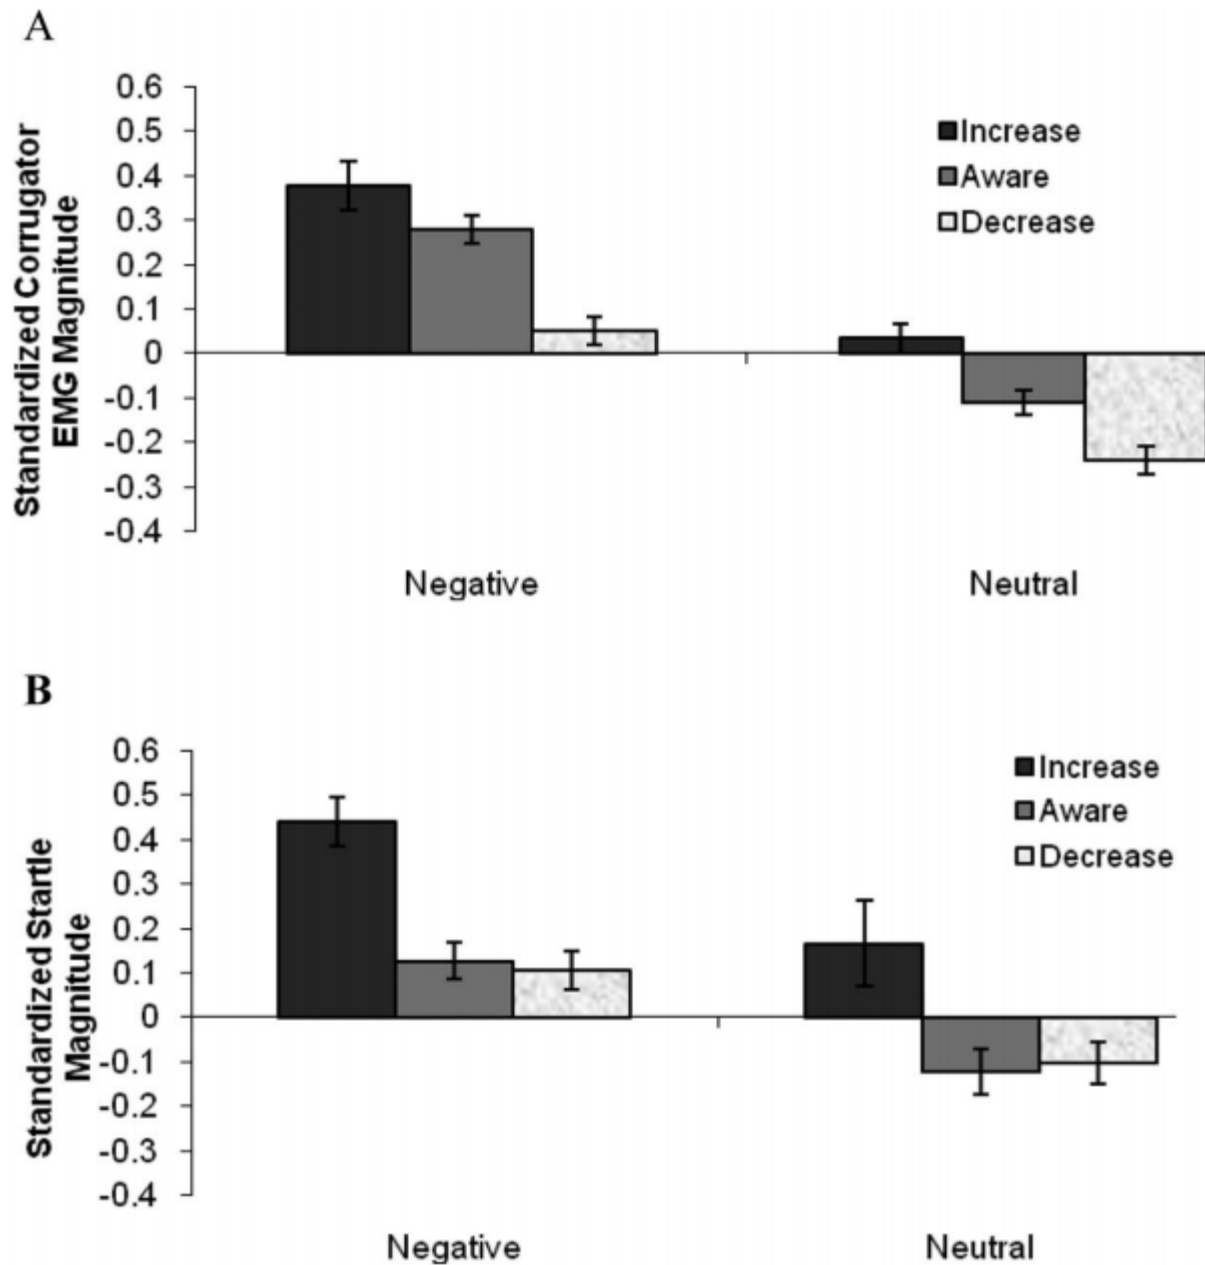 A
Standardized Corrugator
EMG Magnitude
0.6
0.5
0.4
0.3
0.2
0.1
0
-0.1
-0.2
-0.3
-0.4
Increase
Aware
Decrease
Negative
Neutral
B
Standardized Startle
Magnitude
0.6
0.5
0.4
0.3
0.2
0.1
0
-0.1
-0.2
-0.3
-0.4
Increase
Aware
Decrease
Negative
Neutral